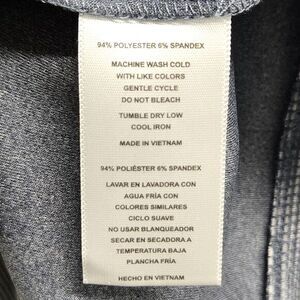 94% POLYESTER 6% SPANDEX
MACHINE WASH COLD
WITH LIKE COLORS
GENTLE CYCLE
DO NOT BLEACH
TUMBLE DRY LOW
COOL IRON
MADE IN VIETNAM
94% POLIÉSTER 6% SPANDEX
LAVAR EN LAVADORA CON
AGUA FRÍA CON
COLORES SIMILARES
CICLO SUAVE
NO USAR BLANQUEADOR
SECAR EN SECADORA A
TEMPERATURA BAJA
PLANCHA FRÍA
HECHO EN VIETNAM